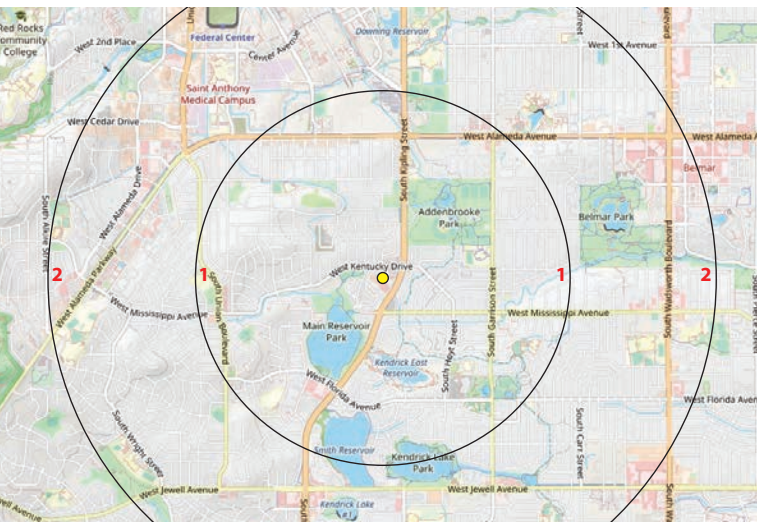 Red Rocks
Community
College
West 2nd Place
Federal Center
Center Avenue
Downing Reservoir
West 1st Avenue
Saint Anthony
Medical Campus
West Cedar Drive
West Alameda Avenue
West Alameda
Belmar
South Kipling Street
West Alameda Drive
Addenbrooke
Park
Belmar Park
West Kentucky Drive
2
1
1
2
West Alameda Parkway
South Union Boulevard
South Garrison Street
South Wadsworth Boulevard
West Mississippi Avenue
West Mississippi Avenue
Main Reservoir
Park
South Hoyt Street
Kendrick East
Reservoir
West Florida Avenue
West Florida Aven
South Wright Street
South Carr Street
Smith Reservoir
Kendrick Lake
Park
West Jewell Avenue
West Jewell Avenue
Kendrick Lake
# 1
South
South W